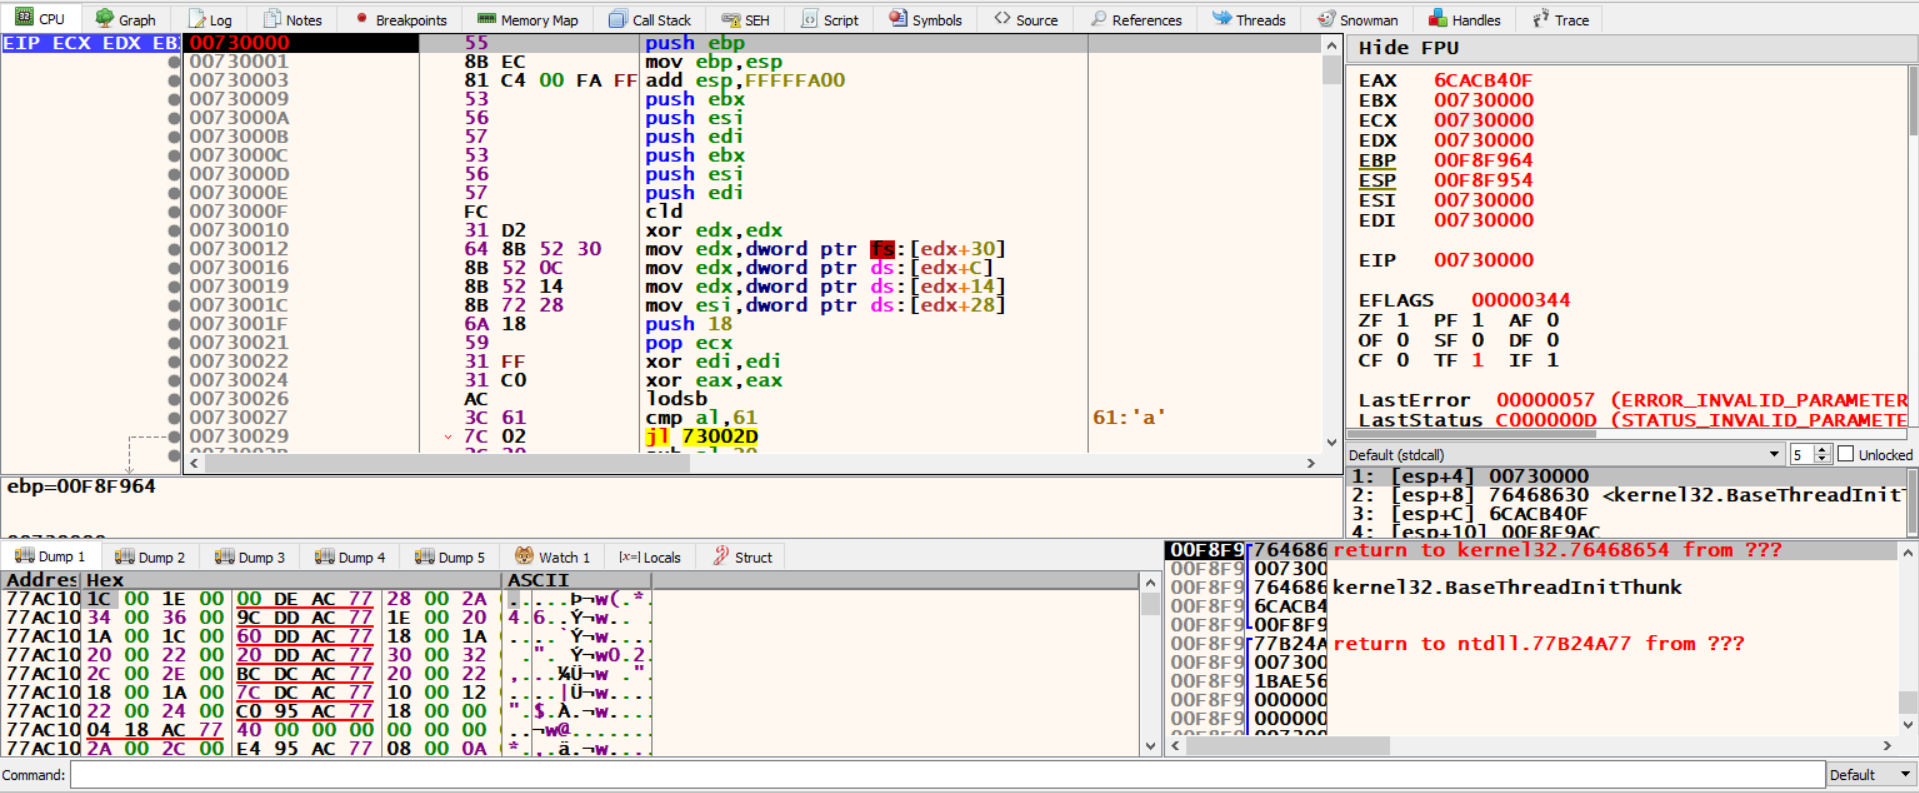 CPU Graph Log Notes Breakpoints Memory Map Call Stack SEH Script Symbols Source References Threads Snowman Handles Trace
EIP ECX EDX EB 00730000 55 push ebp
00730001 8B EC mov ebp,esp
00730003 81 C4 00 FA FF add esp,FFFFFA00
00730009 53 push ebx
0073000A 56 push esi
0073000B 57 push edi
0073000C 53 push ebx
0073000D 56 push esi
0073000E 57 push edi
0073000F FC cld
00730010 31 D2 xor edx,edx
00730012 64 8B 52 30 mov edx,dword ptr fs:[edx+30]
00730016 8B 52 0C mov edx,dword ptr ds:[edx+C]
00730019 8B 52 14 mov edx,dword ptr ds:[edx+14]
0073001C 8B 72 28 mov esi,dword ptr ds:[edx+28]
0073001F 6A 18 push 18
00730021 59 pop ecx
00730022 31 FF xor edi,edi
00730024 31 C0 xor eax,eax
00730026 AC lodsb
00730027 3C 61 cmp al,61 61:'a'
00730029 7C 02 jl 73002D
ebp=00F8F964
Hide FPU
EAX 6CACB40F
EBX 00730000
ECX 00730000
EDX 00730000
EBP 00F8F964
ESP 00F8F954
ESI 00730000
EDI 00730000
EIP 00730000
EFLAGS 00000344
ZF 1 PF 1 AF 0
OF 0 SF 0 DF 0
CF 0 TF 1 IF 1
LastError 00000057 (ERROR_INVALID_PARAMETER
LastStatus C000000D (STATUS_INVALID_PARAMETE
Default (stdcall) 5 Unlocked
1: [esp+4] 00730000
2: [esp+8] 76468630 <kernel32.BaseThreadInitT
3: [esp+C] 6CACB40F
4: [esp+10] 00F8F9AC
Dump 1 Dump 2 Dump 3 Dump 4 Dump 5 Watch 1 [x=] Locals Struct
Addres Hex ASCII
77AC10 1C 00 1E 00 00 DE AC 77 28 00 2A .....Þ¬w(.*.
77AC10 34 00 36 00 9C DD AC 77 1E 00 20 4.6..Ý¬w.. .
77AC10 1A 00 1C 00 60 DD AC 77 18 00 1A ....`Ý¬w....
77AC10 20 00 22 00 20 DD AC 77 30 00 32  .". Ý¬w0.2.
77AC10 2C 00 2E 00 BC DC AC 77 20 00 22 ,...¼Ü¬w .".
77AC10 18 00 1A 00 7C DC AC 77 10 00 12 ....|Ü¬w....
77AC10 22 00 24 00 C0 95 AC 77 18 00 00 ".$.À.¬w....
77AC10 04 18 AC 77 40 00 00 00 00 00 00 ..¬w@.......
77AC10 2A 00 2C 00 E4 95 AC 77 08 00 0A *.,.ä.¬w....
00F8F9 764686 return to kernel32.76468654 from ???
00F8F9 007300
00F8F9 764686 kernel32.BaseThreadInitThunk
00F8F9 6CACB4
00F8F9 00F8F9
00F8F9 77B24A return to ntdll.77B24A77 from ???
00F8F9 007300
00F8F9 1BAE56
00F8F9 000000
00F8F9 000000
Command: Default